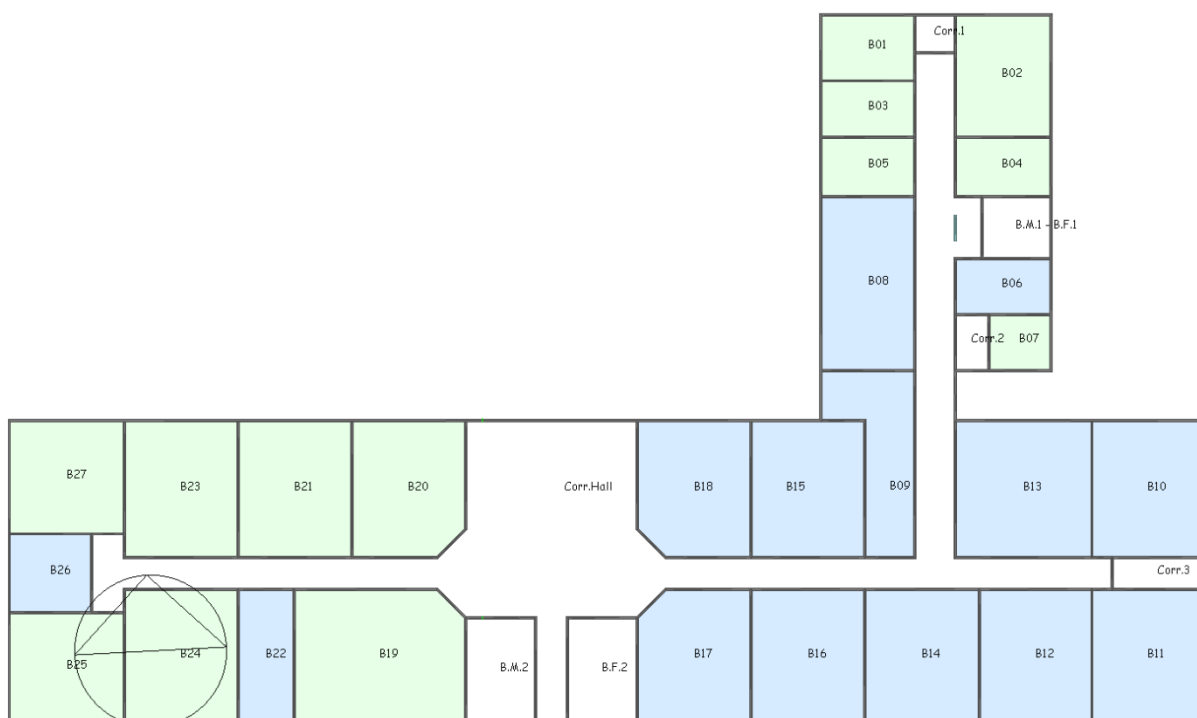 Corr.1
B01
B02
B03
B05
B04
B.M.1 - B.F.1
B08
B06
Corr.2
B07
B27
B23
B21
B20
Corr.Hall
B18
B15
B09
B13
B10
B26
Corr.3
B25
B24
B22
B19
B.M.2
B.F.2
B17
B16
B14
B12
B11